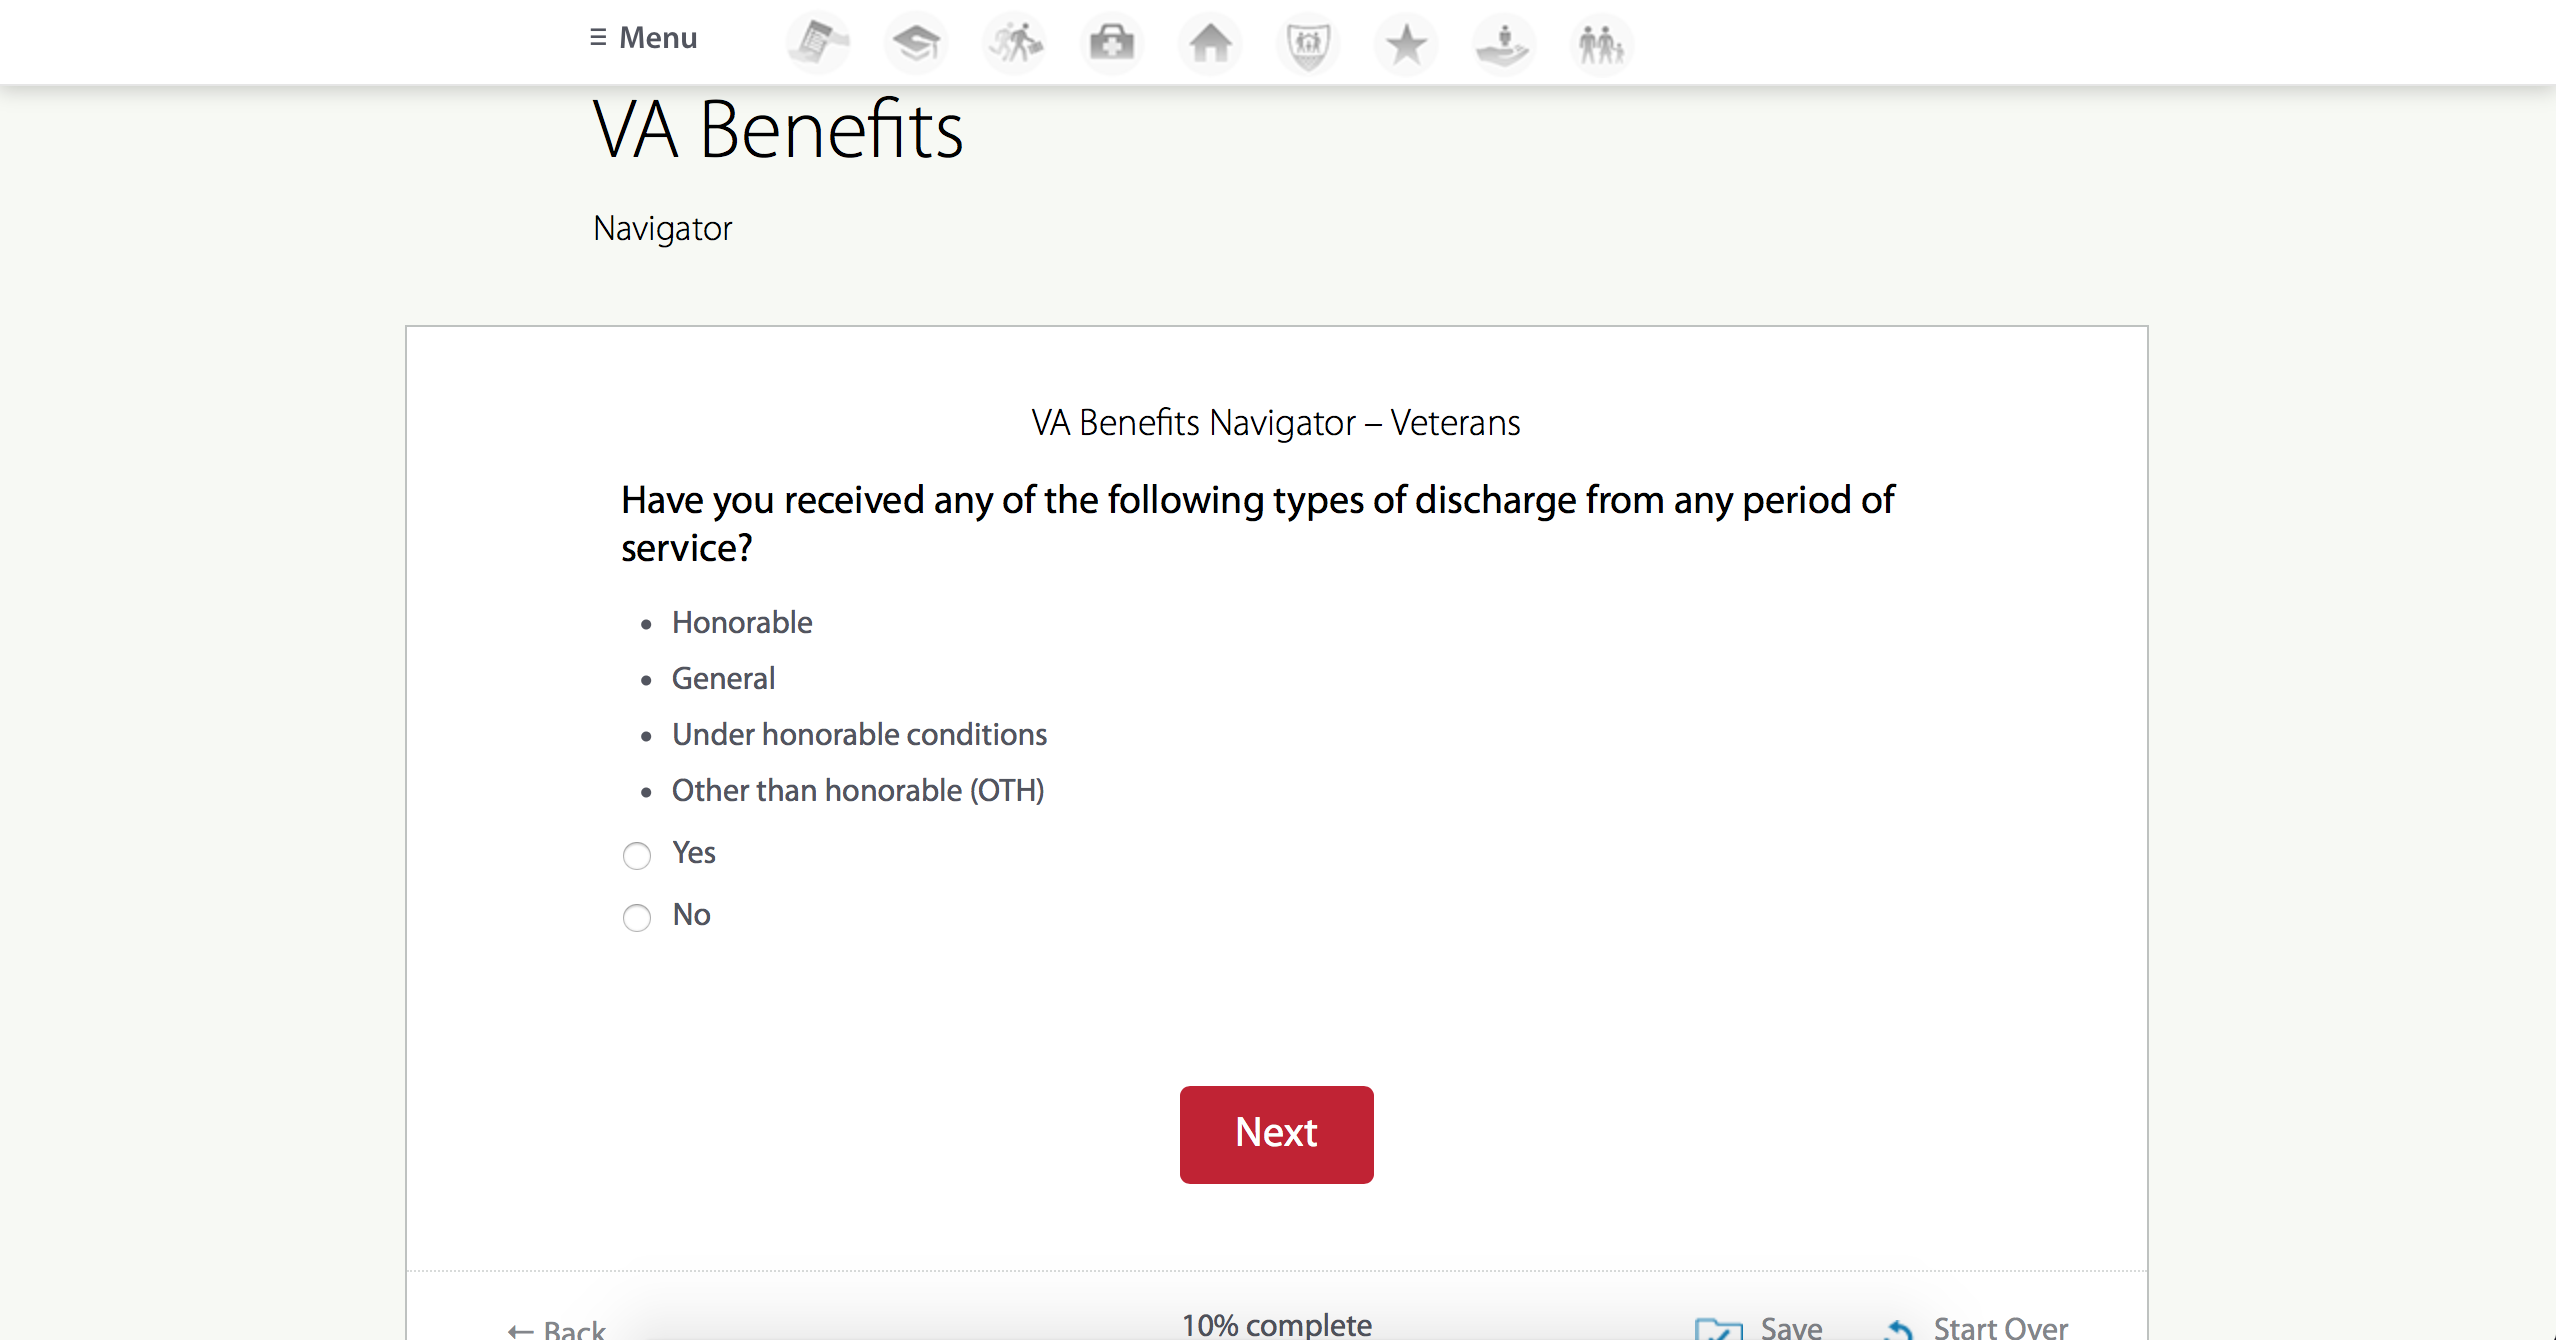 ☰ Menu
VA Benefits
Navigator
VA Benefits Navigator – Veterans
Have you received any of the following types of discharge from any period of
service?
• Honorable
• General
• Under honorable conditions
• Other than honorable (OTH)
Yes
No
Next
← Back
10% complete
Save
Start Over